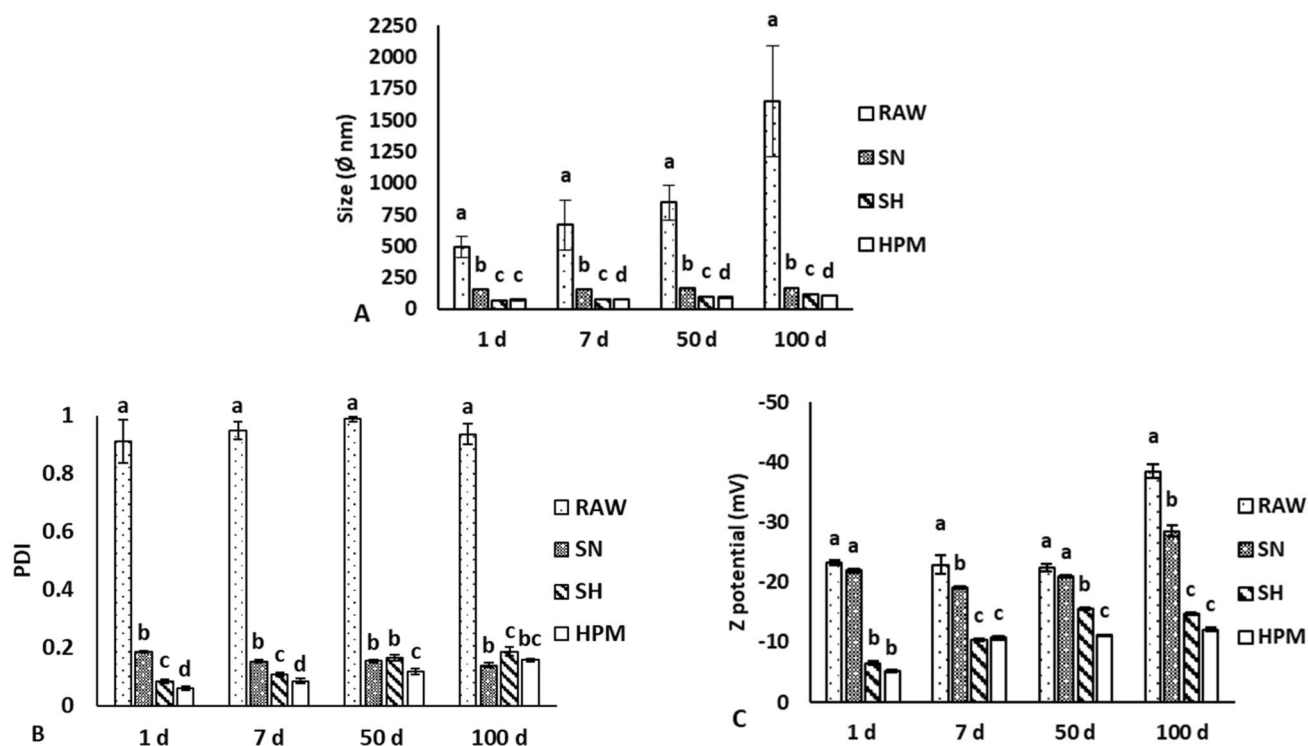 2250
2000
1750
1500
1250
1000
750
500
250
0
Size (Ø nm)
a
b
c
c
a
b
c
d
a
b
c
d
a
b
c
d
1 d
7 d
50 d
100 d
RAW
SN
SH
HPM
A
1
0.8
0.6
0.4
0.2
0
PDI
a
b
c
d
a
b
c
d
a
b
b
c
a
b
c
bc
1 d
7 d
50 d
100 d
RAW
SN
SH
HPM
B
-50
-40
-30
-20
-10
0
Z potential (mV)
a
a
b
b
a
b
c
c
a
a
b
c
a
b
c
c
1 d
7 d
50 d
100 d
RAW
SN
SH
HPM
C